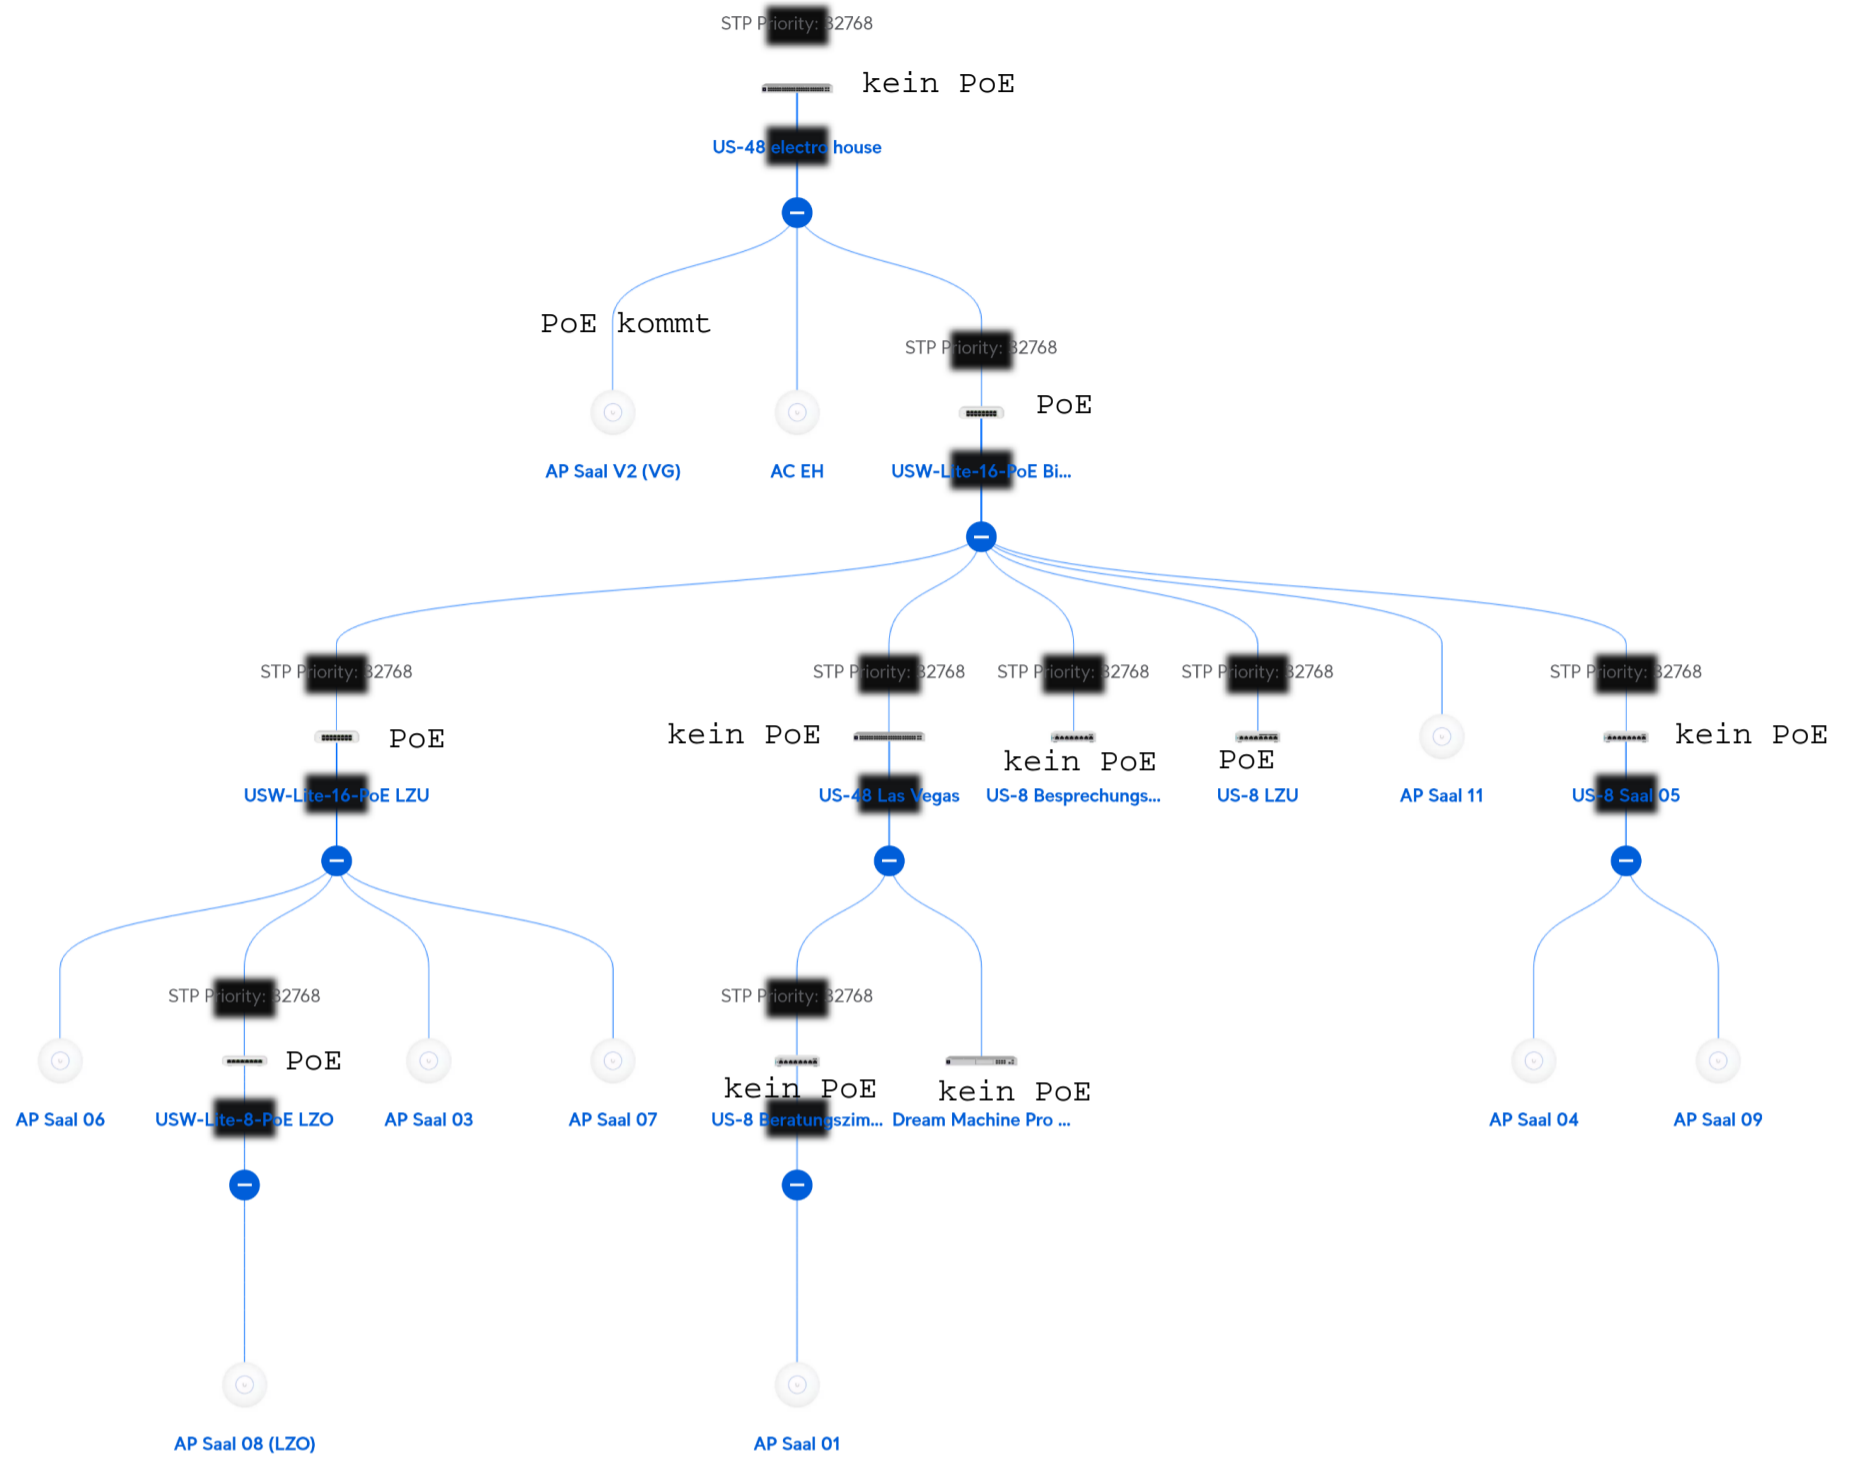 STP Priority: 32768
kein PoE
US-48 electro house
PoE kommt
STP Priority: 32768
PoE
AP Saal V2 (VG)
AC EH
USW-Lite-16-PoE Bi...
STP Priority: 32768
STP Priority: 32768
STP Priority: 32768
STP Priority: 32768
STP Priority: 32768
PoE
kein PoE
kein PoE
PoE
kein PoE
USW-Lite-16-PoE LZU
US-48 Las Vegas
US-8 Besprechungs...
US-8 LZU
AP Saal 11
US-8 Saal 05
STP Priority: 32768
STP Priority: 32768
PoE
kein PoE
kein PoE
AP Saal 06
USW-Lite-8-PoE LZO
AP Saal 03
AP Saal 07
US-8 Beratungszim...
Dream Machine Pro ...
AP Saal 04
AP Saal 09
AP Saal 08 (LZO)
AP Saal 01